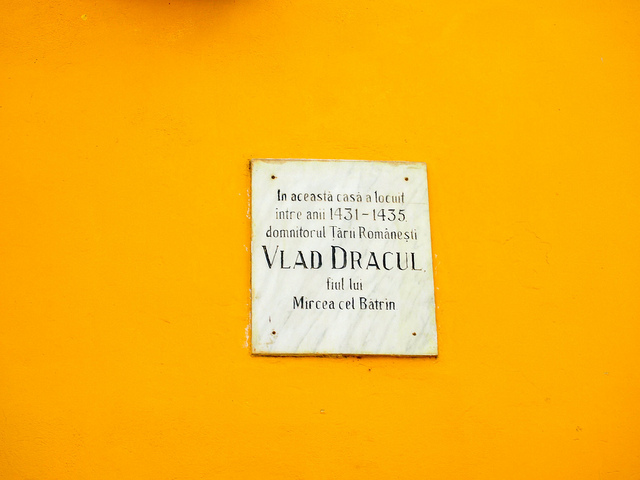 In această casă a locuit
între anii 1431-1435
domnitorul Țării Românești
VLAD DRACUL
fiul lui
Mircea cel Bătrîn